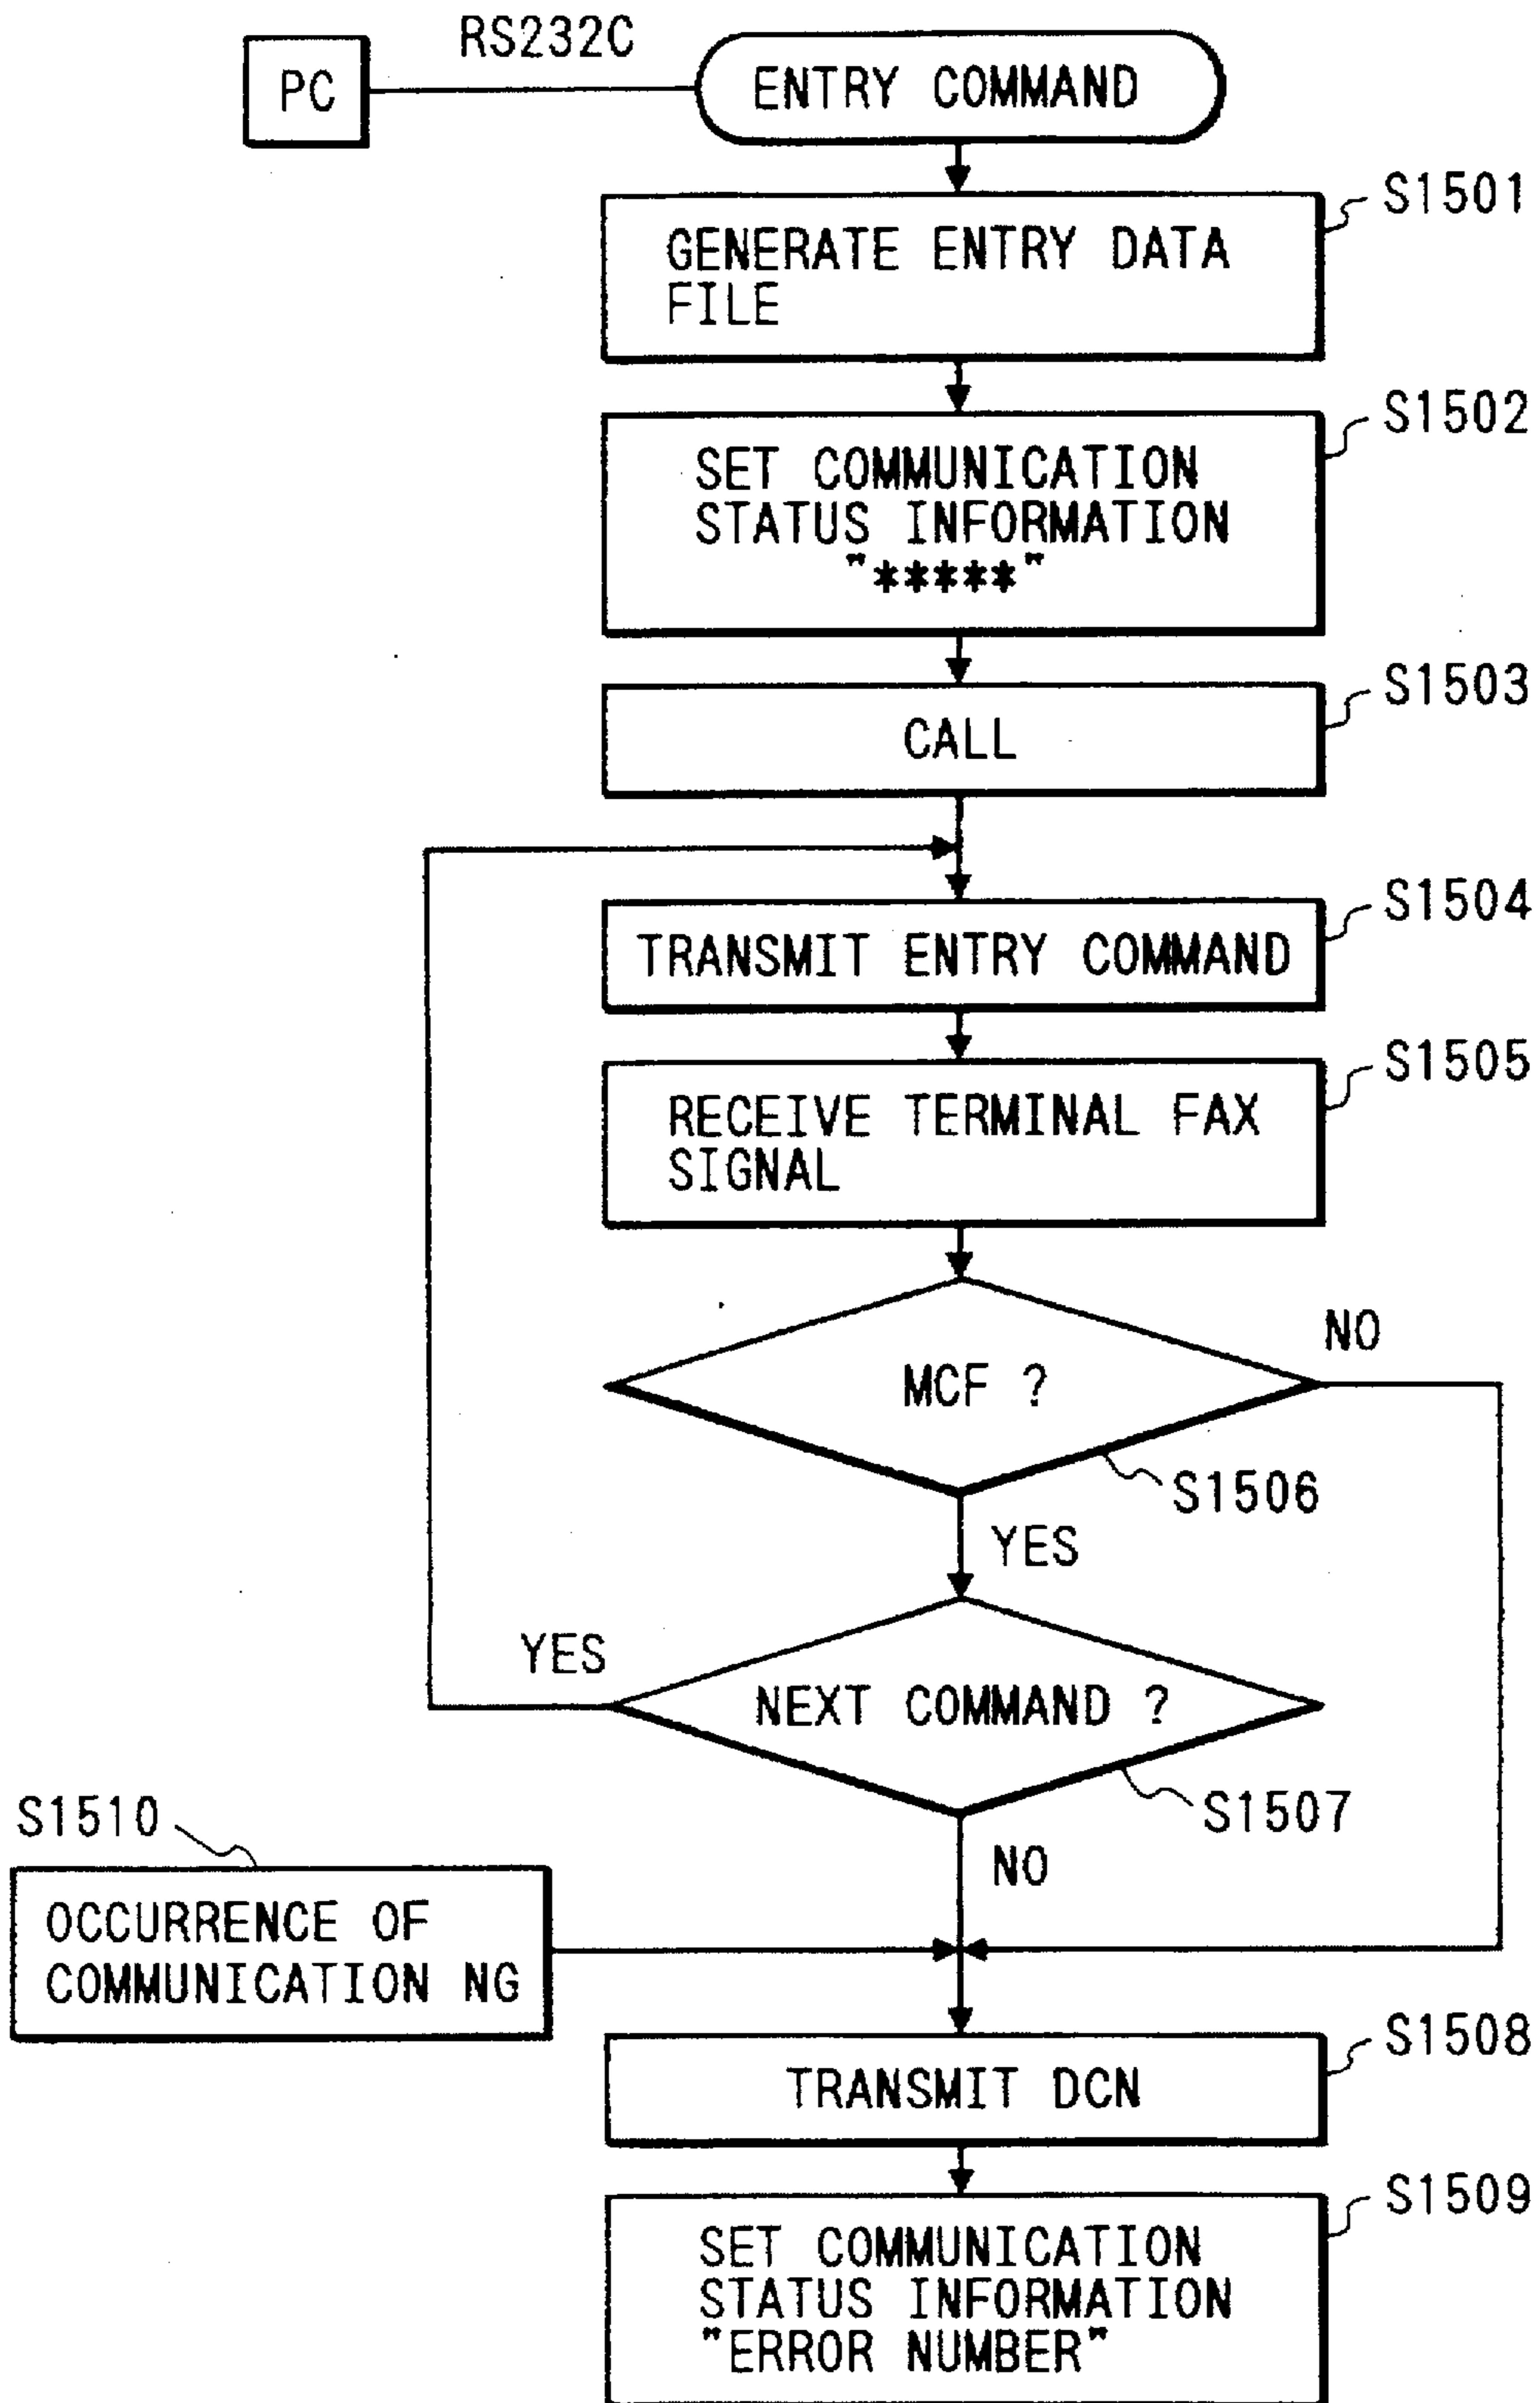 RS232C
PC
ENTRY COMMAND
S1501
GENERATE ENTRY DATA
FILE
S1502
SET COMMUNICATION
STATUS INFORMATION
"*****"
S1503
CALL
S1504
TRANSMIT ENTRY COMMAND
S1505
RECEIVE TERMINAL FAX
SIGNAL
NO
MCF ?
S1506
YES
YES
NEXT COMMAND ?
S1507
S1510
NO
OCCURRENCE OF
COMMUNICATION NG
S1508
TRANSMIT DCN
S1509
SET COMMUNICATION
STATUS INFORMATION
"ERROR NUMBER"